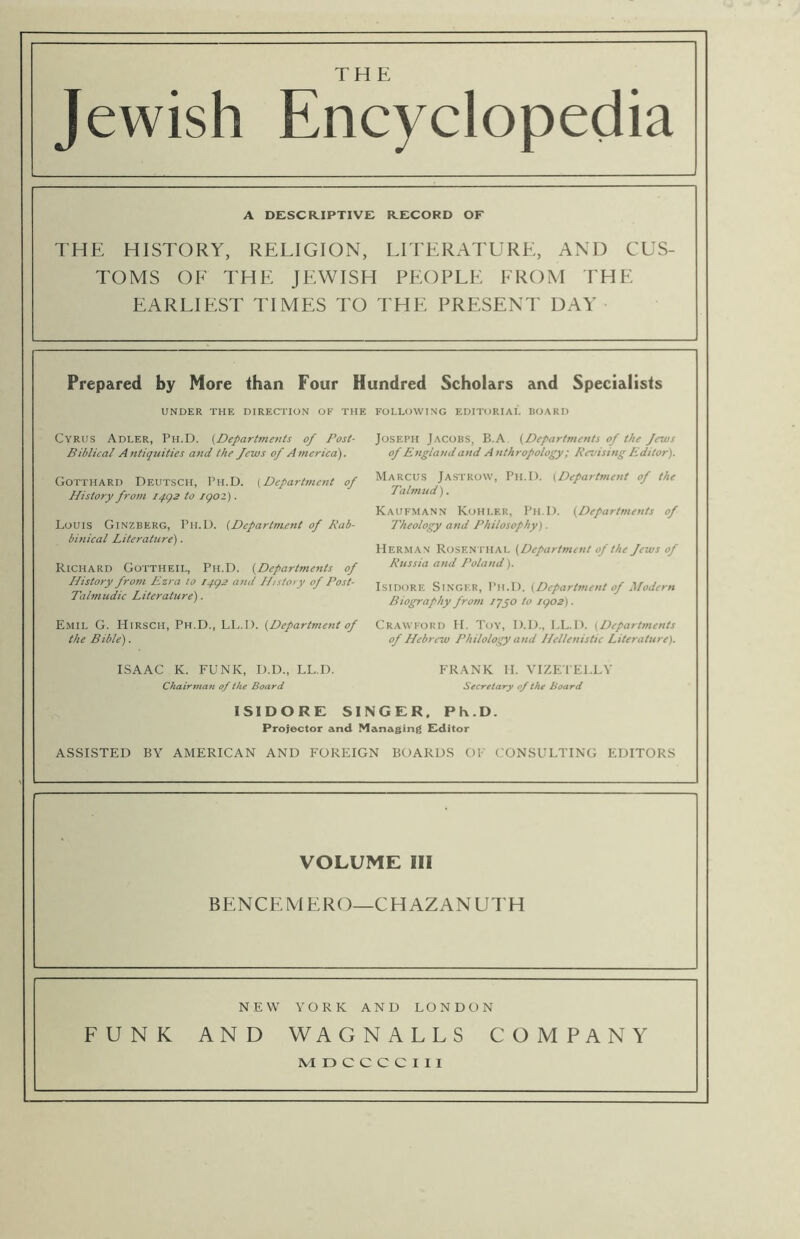 THE
Jewish Encyclopedia
A DESCRIPTIVE RECORD OF
THE HISTORY, RELIGION, LITERATURE, AND CUS-
TOMS OF THE JEWISH PEOPLE FROM THE
EARLIEST TIMES TO THE PRESENT DAY
Prepared by More than Four Hundred Scholars and Specialists
UNDER THE DIRECTION OF THE FOLLOWING EDITORIAL BOARD
Cyrus Adler, Ph.D. (Departments of Post-
Biblical Antiquities and the Jews of America).
Gotthard Deutsch, Ph.D. (Department of
History from 1492 to 1902).
Louis Ginzberg, Ph.D. (Department of Rab-
binical Literature).
Richard Gottheil, Ph.D. (Departments of
History from Ezra to 1492 and History of Post-
Talmudic Literature).
Emil G. Hirsch, Ph.D., LL.D. (Department of
the Bible).
Joseph Jacobs, B.A. (Departments of the Jews
of England and Anthropology; Revising Editor).
Marcus Jastrow, Ph.D. (Department of the
Talmud).
Kaufmann Kohler, Ph.D. (Departments of
Theology and Philosophy).
Herman Rosenthal (Department of the Jews of
Russia and Poland).
Isidore Singer, Ph.D. (Department of Modern
Biography from 1750 to 1902).
Crawford H. Toy, D.D., LL.D. (Departments
of Hebrew Philology and Hellenistic Literature).
ISAAC K. FUNK, D.D., LL.D.
Chairman of the Board
FRANK H. VIZETELLY
Secretary of the Board
ISIDORE SINGER, Ph.D.
Projector and Managing Editor
ASSISTED BY AMERICAN AND FOREIGN BOARDS OF CONSULTING EDITORS
VOLUME III
BENCEMERO—CHAZANUTH
NEW YORK AND LONDON
FUNK AND WAGNALLS COMPANY
MDCCCCIII